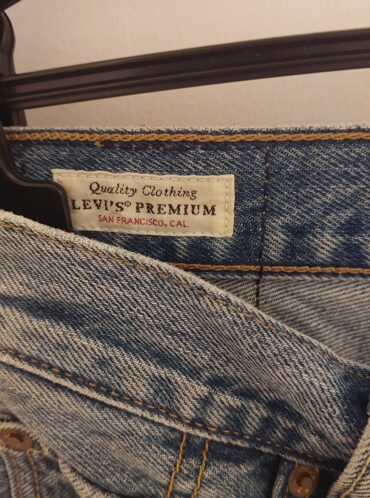 Quality Clothing
LEVI'S® PREMIUM
SAN FRANCISCO, CAL.